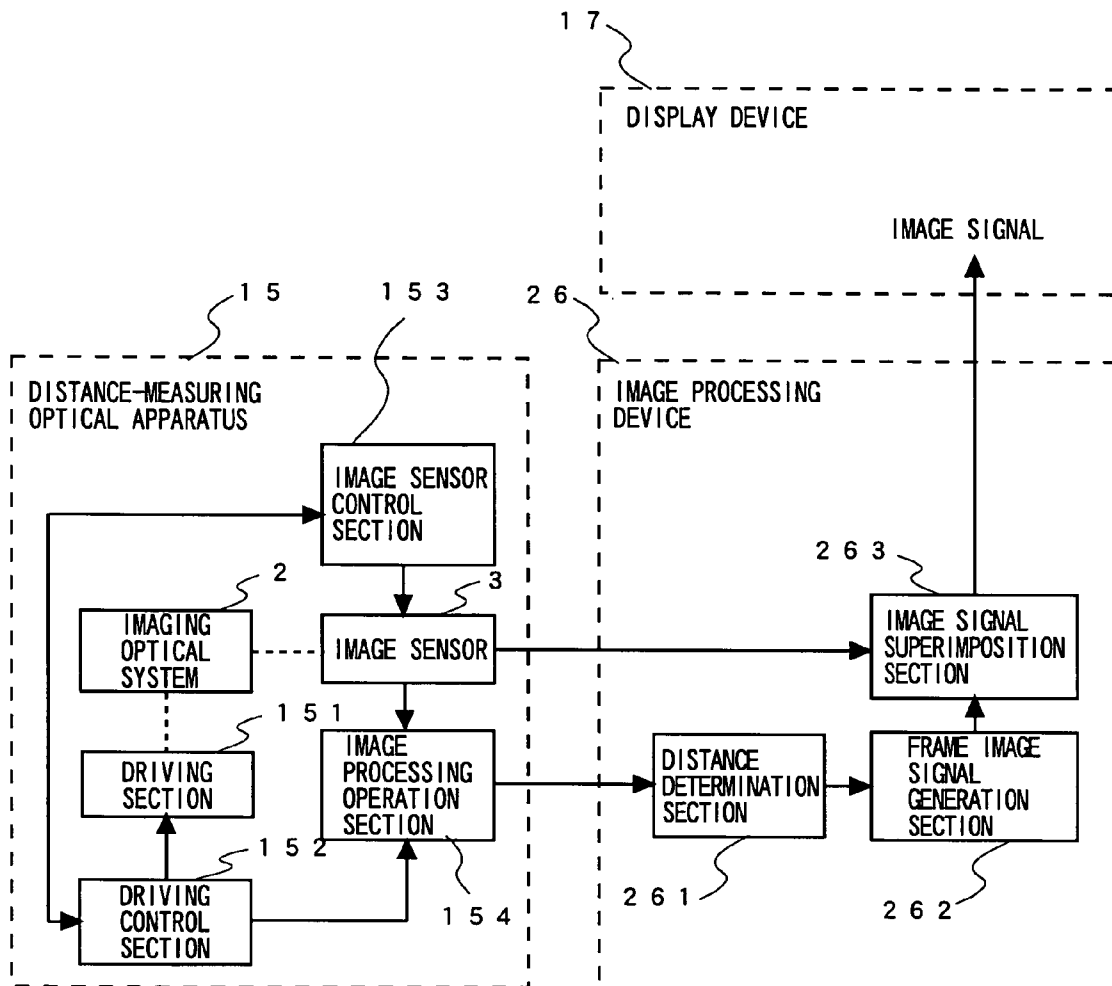 17
DISPLAY DEVICE
IMAGE SIGNAL
15
153
26
DISTANCE-MEASURING
OPTICAL APPARATUS
IMAGE PROCESSING
DEVICE
IMAGE SENSOR
CONTROL
SECTION
2
3
263
IMAGING
OPTICAL
SYSTEM
IMAGE SENSOR
IMAGE SIGNAL
SUPERIMPOSITION
SECTION
151
DRIVING
SECTION
IMAGE
PROCESSING
OPERATION
SECTION
DISTANCE
DETERMINATION
SECTION
FRAME IMAGE
SIGNAL
GENERATION
SECTION
152
DRIVING
CONTROL
SECTION
154
261
262